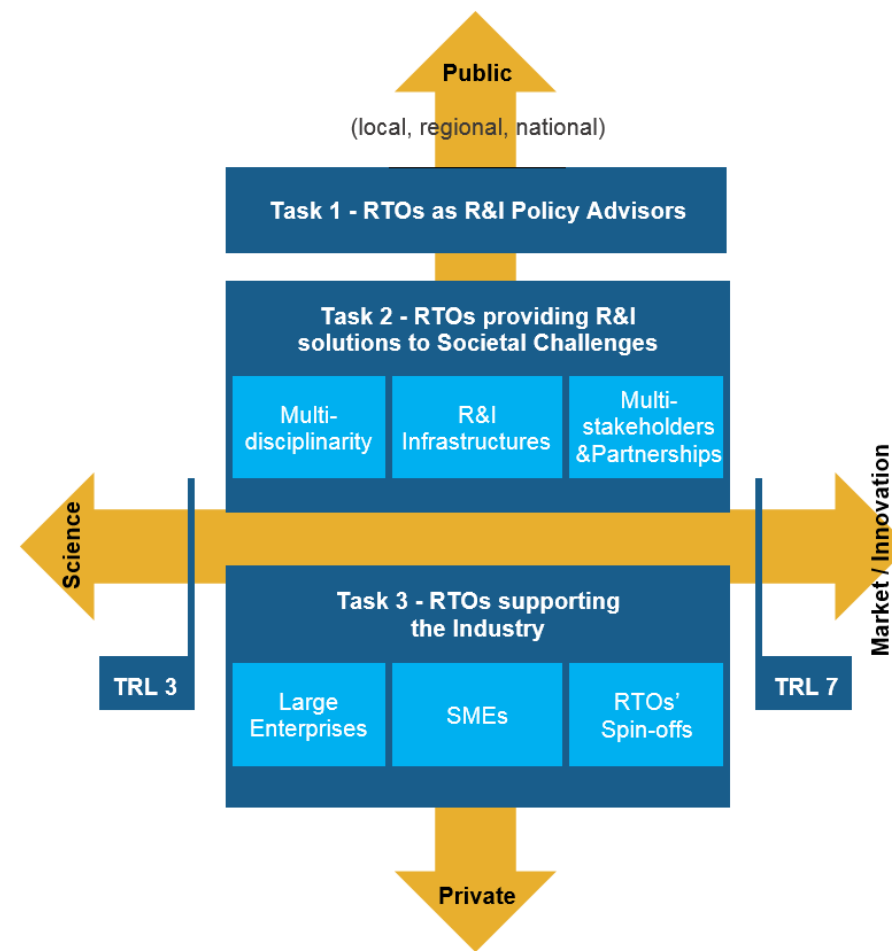 Public
(local, regional, national)
Task 1 - RTOs as R&I Policy Advisors
Task 2 - RTOs providing R&I
solutions to Societal Challenges
Multi-
disciplinarity
R&I
Infrastructures
Multi-
stakeholders
&Partnerships
Science
Market / Innovation
Task 3 - RTOs supporting
the Industry
TRL 3
TRL 7
Large
Enterprises
SMEs
RTOs’
Spin-offs
Private